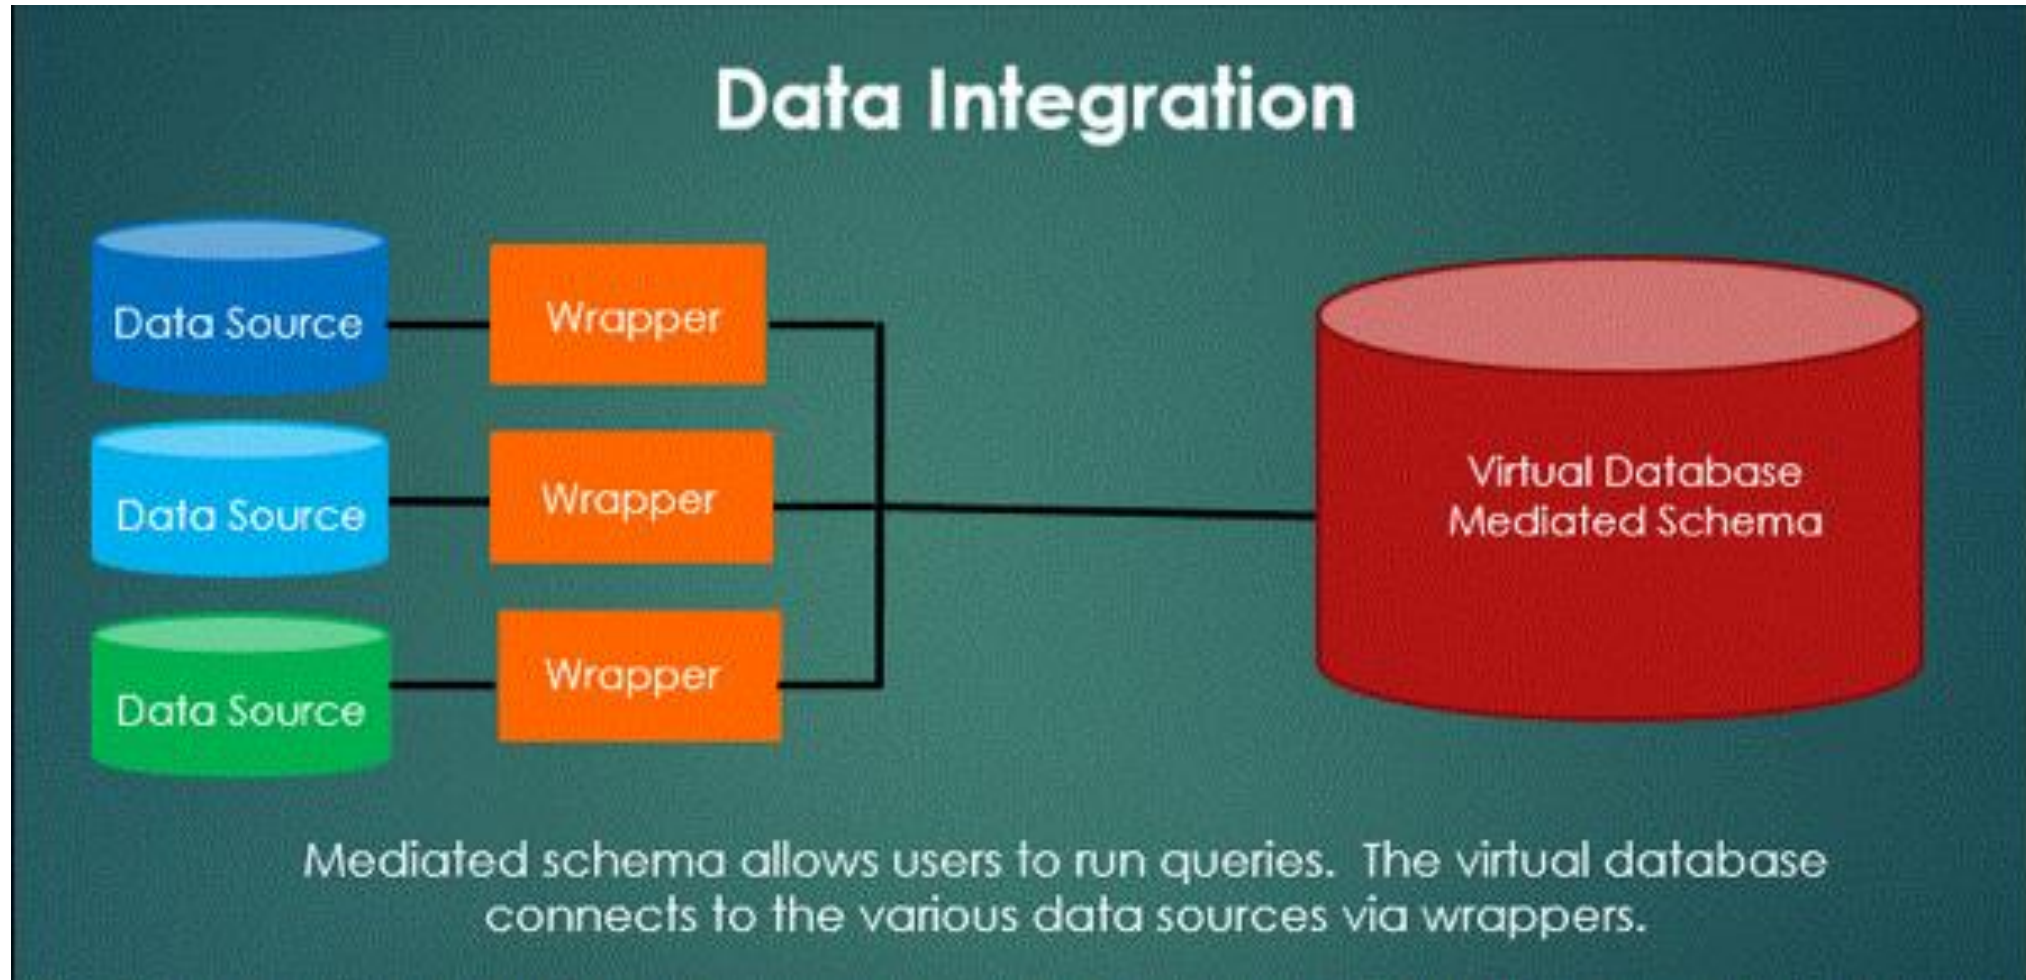 Data Integration
Data Source
Wrapper
Data Source
Wrapper
Data Source
Wrapper
Virtual Database
Mediated Schema
Mediated schema allows users to run queries. The virtual database
connects to the various data sources via wrappers.